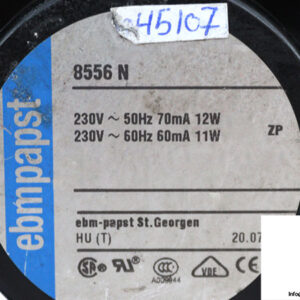 45107
ebmpapst
8556 N
230V ~ 50Hz 70mA 12W
230V ~ 60Hz 60mA 11W
ZP
ebm-papst St.Georgen
HU (T)
20.07